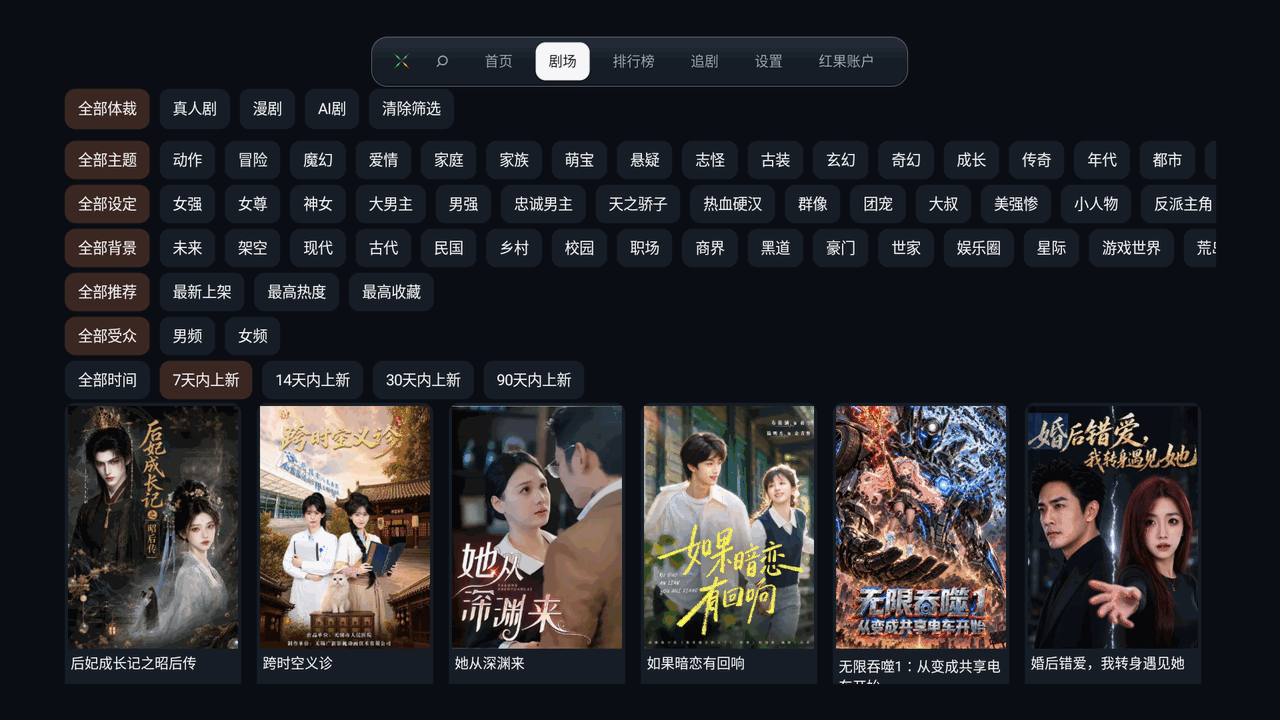 首页 剧场 排行榜 追剧 设置 红果账户
全部体裁 真人剧 漫剧 AI剧 清除筛选
全部主题 动作 冒险 魔幻 爱情 家庭 家族 萌宝 悬疑 志怪 古装 玄幻 奇幻 成长 传奇 年代 都市
全部设定 女强 女尊 神女 大男主 男强 忠诚男主 天之骄子 热血硬汉 群像 团宠 大叔 美强惨 小人物 反派主角
全部背景 未来 架空 现代 古代 民国 乡村 校园 职场 商界 黑道 豪门 世家 娱乐圈 星际 游戏世界 荒岛
全部推荐 最新上架 最高热度 最高收藏
全部受众 男频 女频
全部时间 7天内上新 14天内上新 30天内上新 90天内上新
后妃成长记之昭后传
跨时空义诊
她从深渊来
如果暗恋有回响
无限吞噬1
从变成共享电车开始
婚后错爱，
我转身遇见她
后妃成长记之昭后传
跨时空义诊
她从深渊来
如果暗恋有回响
无限吞噬1：从变成共享电
车开始
婚后错爱，我转身遇见她